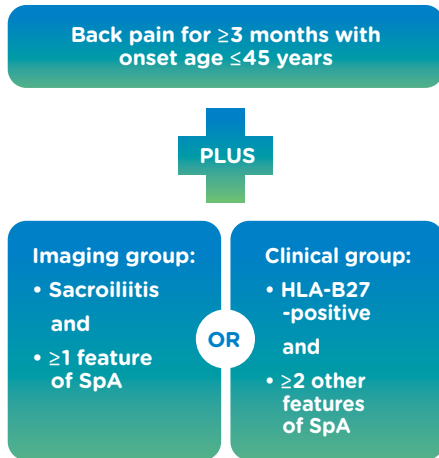 Back pain for ≥3 months with
onset age ≤45 years
PLUS
Imaging group:
• Sacroiliitis
and
• ≥1 feature
of SpA
OR
Clinical group:
• HLA-B27
-positive
and
• ≥2 other
features
of SpA